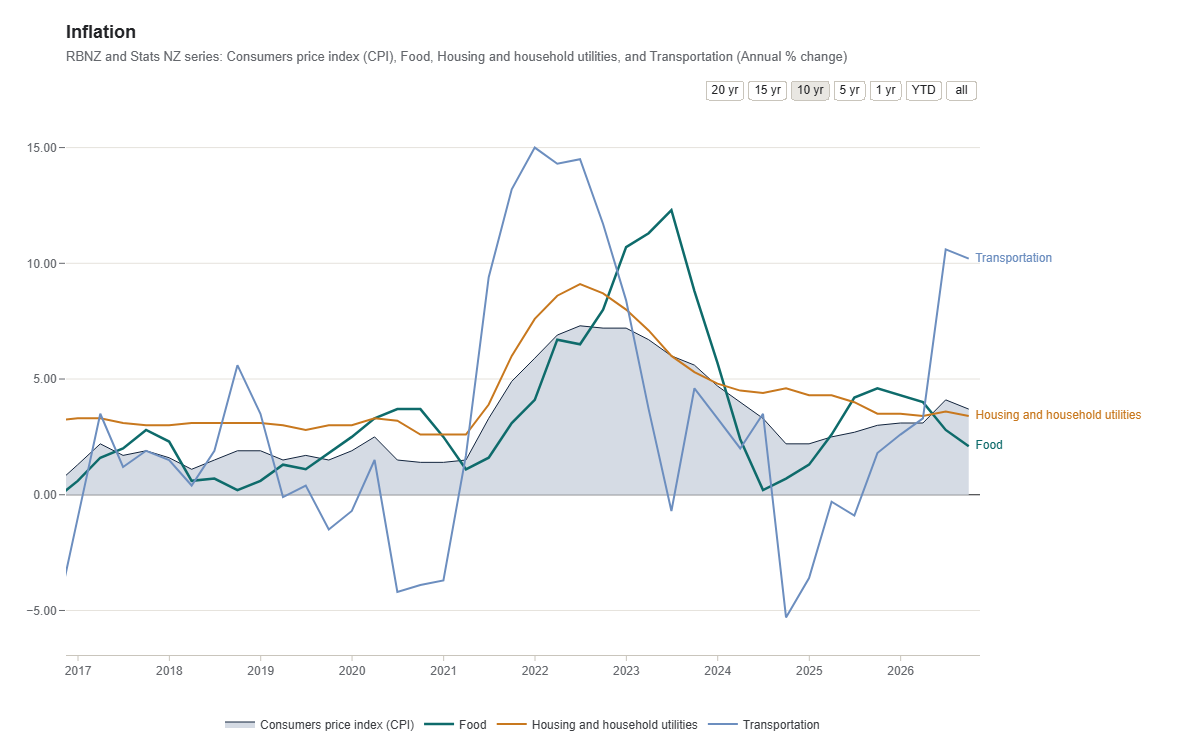 Inflation
RBNZ and Stats NZ series: Consumers price index (CPI), Food, Housing and household utilities, and Transportation (Annual % change)
20 yr 15 yr 10 yr 5 yr 1 yr YTD all
15.00
10.00
Transportation
5.00
Housing and household utilities
Food
0.00
−5.00
2017 2018 2019 2020 2021 2022 2023 2024 2025 2026
Consumers price index (CPI) Food Housing and household utilities Transportation